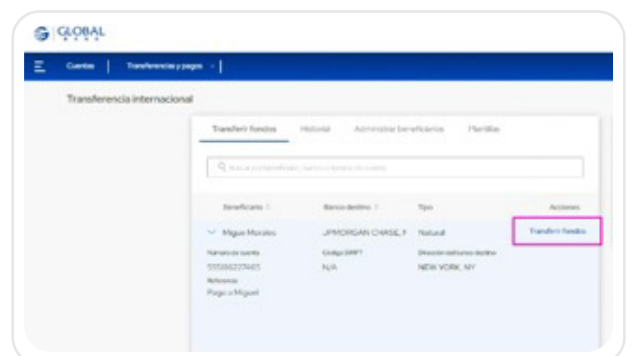 GLOBAL
BANK
Cuentas | Transferencias y pagos
Transferencia internacional
Transferir fondos Historial Administrar beneficiarios Plantillas
Beneficiario Banco destino Tipo Acciones
Miguel Morales JPMORGAN CHASE, Natural Transferir fondos
Número de cuenta Código SWIFT Dirección del banco destino
N/A NEW YORK, NY
Referencia
Pago a Miguel